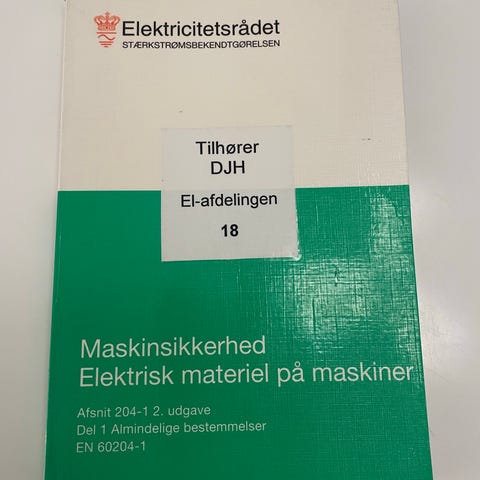 Elektricitetsrådet
STÆRKSTRØMSBEKENDTGØRELSEN
Tilhører
DJH
El-afdelingen
18
Maskinsikkerhed
Elektrisk materiel på maskiner
Afsnit 204-1 2. udgave
Del 1 Almindelige bestemmelser
EN 60204-1